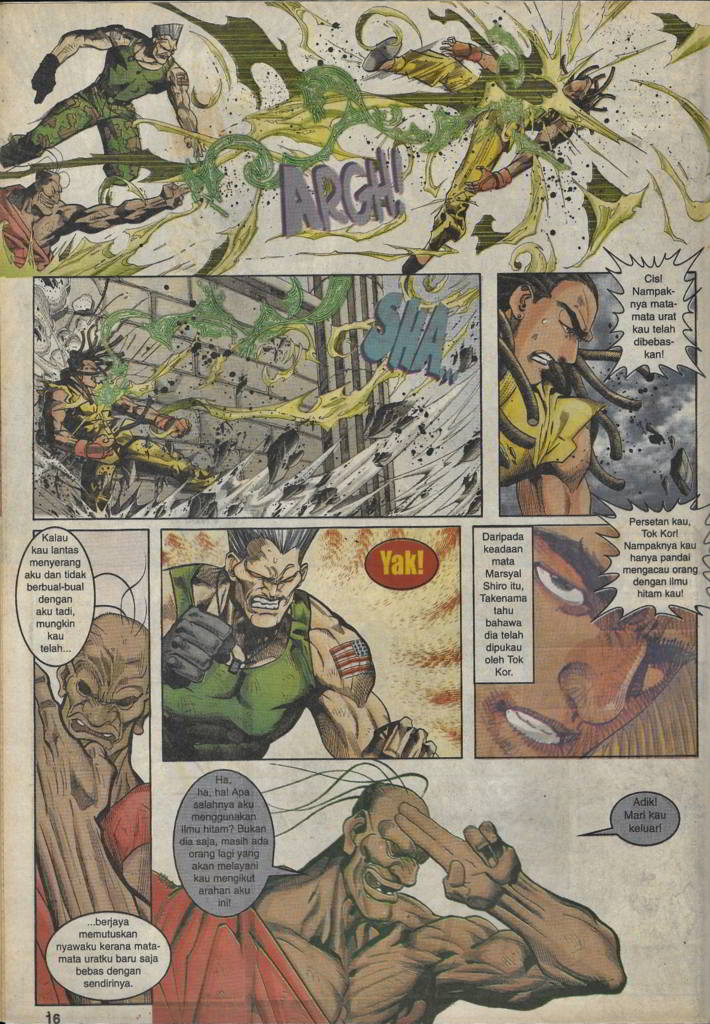 ARGH!
SHA...
Cis!
Nampak-
nya mata-
mata urat
kau telah
dibebas-
kan!
Kalau
kau lantas
menyerang
aku dan tidak
berbual-bual
dengan
aku tadi,
mungkin
kau
telah...
...berjaya
memutuskan
nyawaku kerana mata-
mata uratku baru saja
bebas dengan
sendirinya.
Yak!
Daripada
keadaan
mata
Marsyal
Shiro itu,
Takenama
tahu
bahawa
dia telah
dipukau
oleh Tok
Kor.
Persetan kau,
Tok Kor!
Nampaknya kau
hanya pandai
mengacau orang
dengan ilmu
hitam kau!
Ha,
ha, ha! Apa
salahnya aku
menggunakan
ilmu hitam? Bukan
dia saja, masih ada
orang lagi yang
akan melayani
kau mengikut
arahan aku
ini!
Adik!
Mari kau
keluar!
16